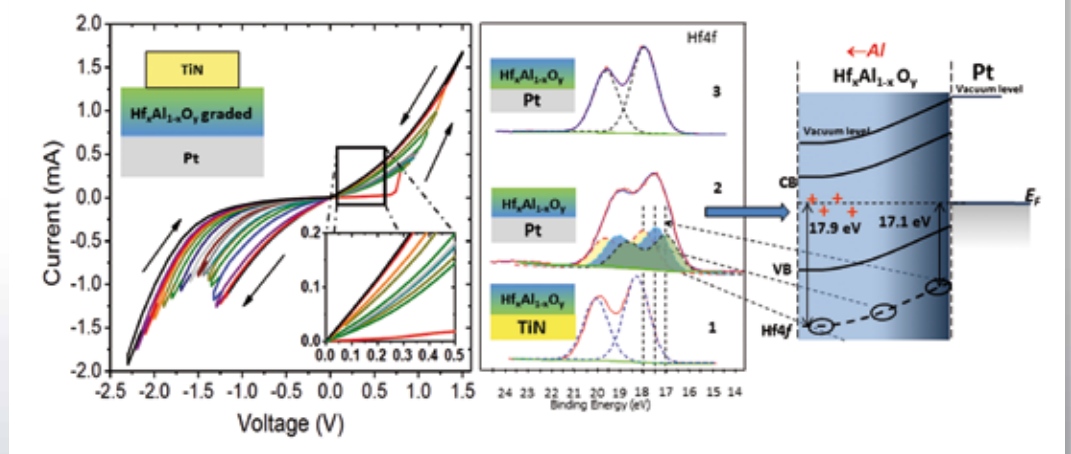 2.0
1.5
1.0
0.5
0.0
-0.5
-1.0
-1.5
-2.0
Current (mA)
-2.5 -2.0 -1.5 -1.0 -0.5 0.0 0.5 1.0 1.5
Voltage (V)
TiN
HfxAl1-xOy graded
Pt
0.2
0.1
0.0
0.0 0.1 0.2 0.3 0.4 0.5
Hf4f
HfxAl1-xOy
Pt
3
HfxAl1-xOy
Pt
2
HfxAl1-xOy
TiN
1
24 23 22 21 20 19 18 17 16 15 14
Binding Energy (eV)
←Al
HfxAl1-xOy
Pt
Vacuum level
Vacuum level
CB
EF
+ + + +
17.9 eV
17.1 eV
VB
Hf4f